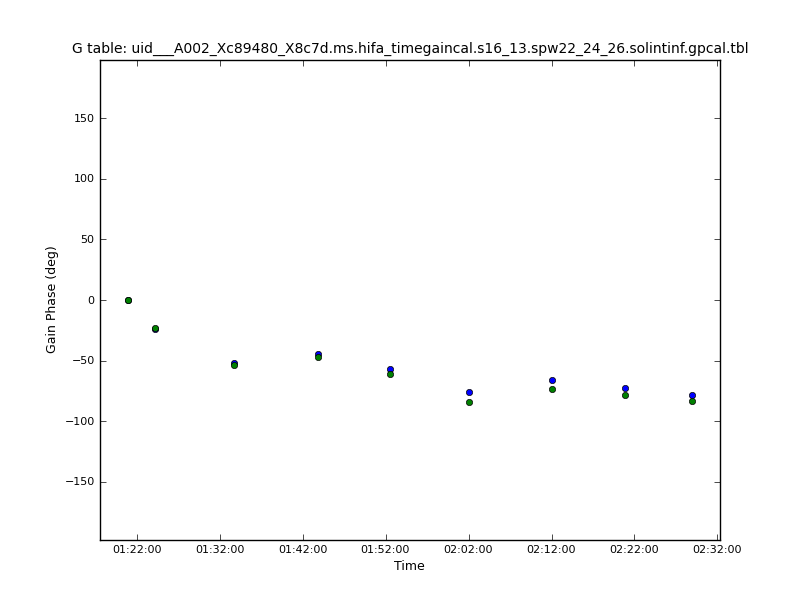 G table: uid___A002_Xc89480_X8c7d.ms.hifa_timegaincal.s16_13.spw22_24_26.solintinf.gpcal.tbl
150
100
50
0
−50
−100
−150
Gain Phase (deg)
01:22:00 01:32:00 01:42:00 01:52:00 02:02:00 02:12:00 02:22:00 02:32:00
Time